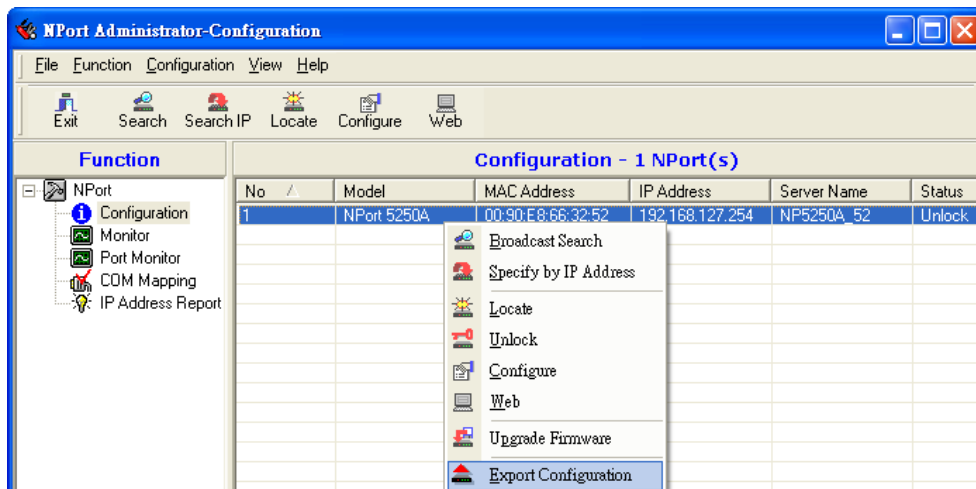 NPort Administrator-Configuration
File Function Configuration View Help
Exit Search Search IP Locate Configure Web
Function
Configuration - 1 NPort(s)
NPort
Configuration
Monitor
Port Monitor
COM Mapping
IP Address Report
No Model MAC Address IP Address Server Name Status
1 NPort 5250A 00:90:E8:66:32:52 192.168.127.254 NP5250A_52 Unlock
Broadcast Search
Specify by IP Address
Locate
Unlock
Configure
Web
Upgrade Firmware
Export Configuration